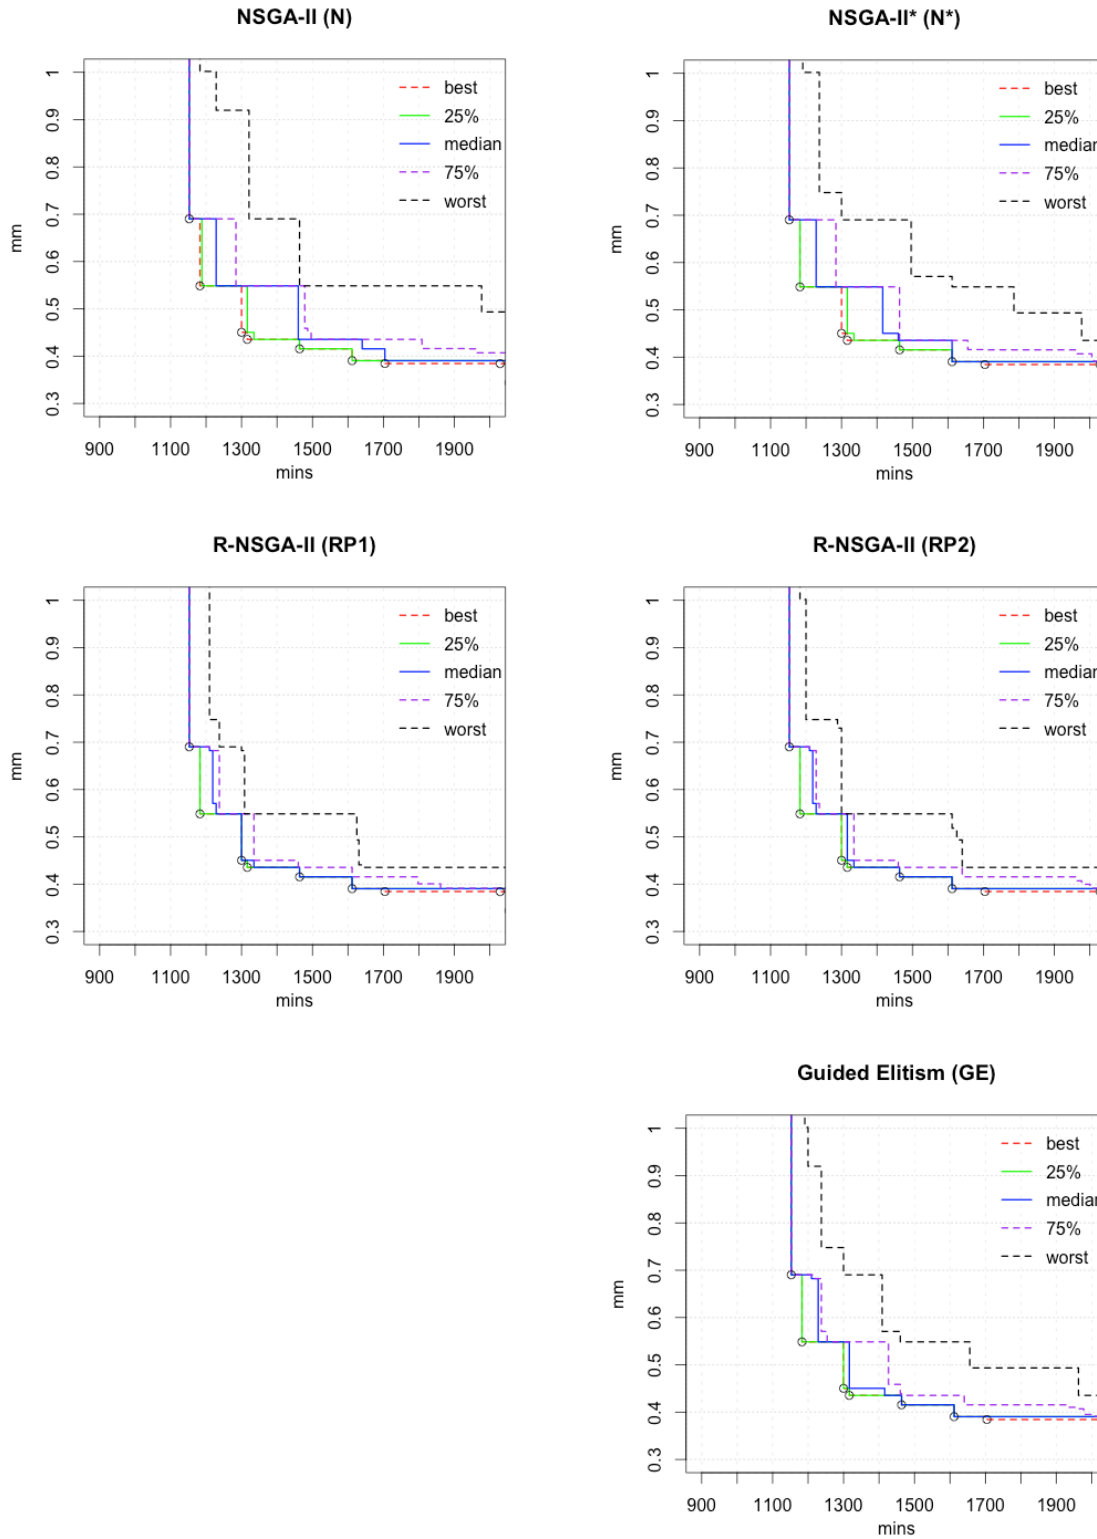 NSGA-II (N)
mm
1
0.9
0.8
0.7
0.6
0.5
0.4
0.3
best
25%
median
75%
worst
900 1100 1300 1500 1700 1900
mins
NSGA-II* (N*)
mm
1
0.9
0.8
0.7
0.6
0.5
0.4
0.3
best
25%
median
75%
worst
900 1100 1300 1500 1700 1900
mins
R-NSGA-II (RP1)
mm
1
0.9
0.8
0.7
0.6
0.5
0.4
0.3
best
25%
median
75%
worst
900 1100 1300 1500 1700 1900
mins
R-NSGA-II (RP2)
mm
1
0.9
0.8
0.7
0.6
0.5
0.4
0.3
best
25%
median
75%
worst
900 1100 1300 1500 1700 1900
mins
Guided Elitism (GE)
mm
1
0.9
0.8
0.7
0.6
0.5
0.4
0.3
best
25%
median
75%
worst
900 1100 1300 1500 1700 1900
mins